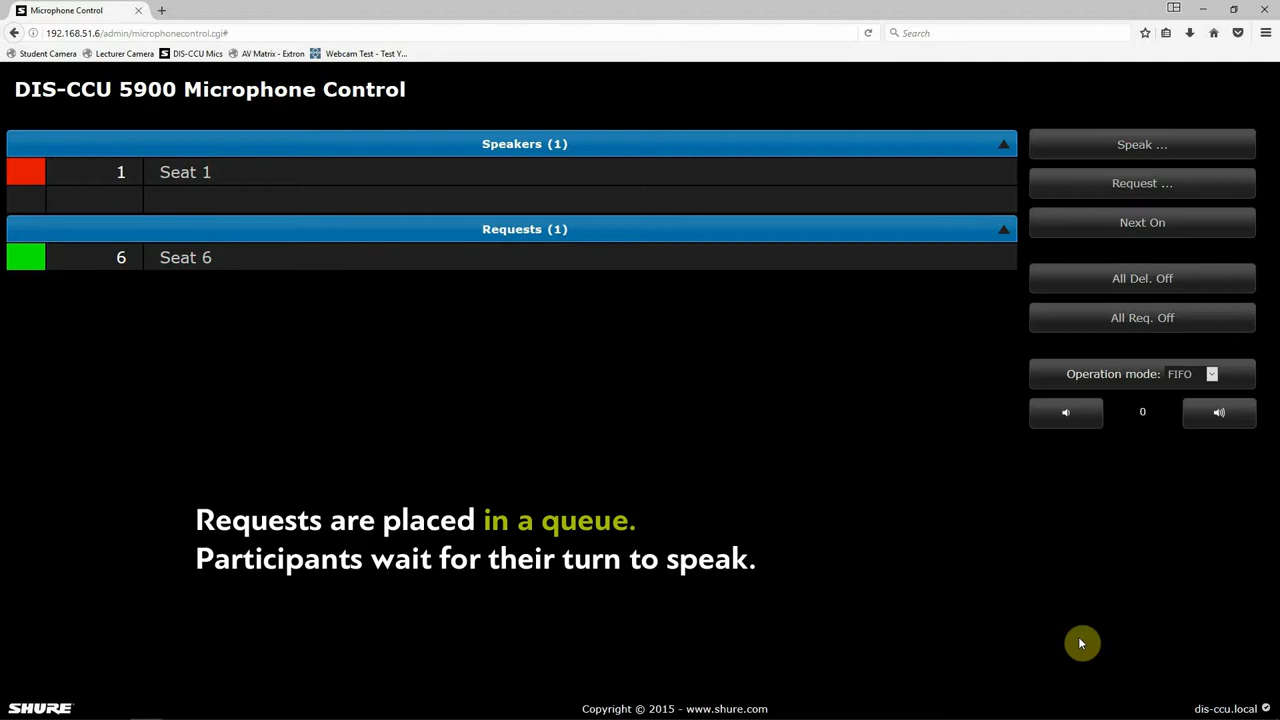 Microphone Control
192.168.51.6/admin/microphonecontrol.cgi#
Search
Student Camera
Lecturer Camera
DIS-CCU Mics
AV Matrix - Extron
Webcam Test - Test Y...
DIS-CCU 5900 Microphone Control
Speakers (1)
1 Seat 1
Requests (1)
6 Seat 6
Speak ...
Request ...
Next On
All Del. Off
All Req. Off
Operation mode: FIFO
0
Requests are placed in a queue.
Participants wait for their turn to speak.
SHURE
Copyright © 2015 - www.shure.com
dis-ccu.local